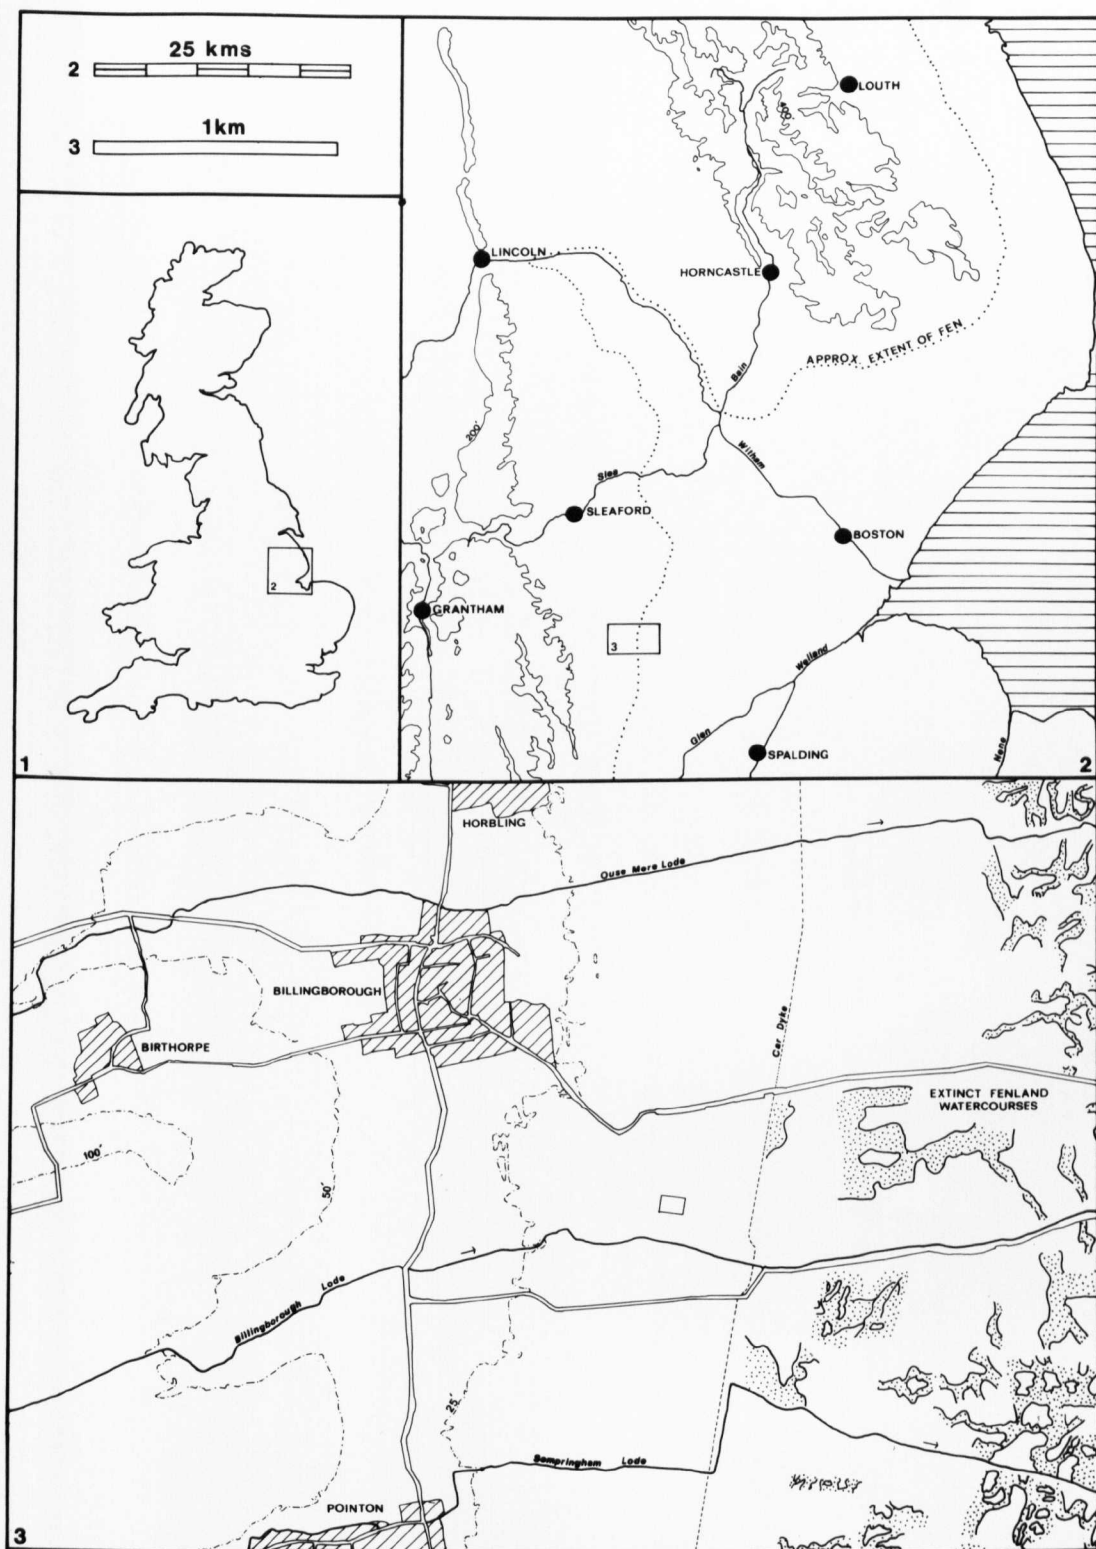 25 kms
2
1km
3
2
1
LOUTH
400'
LINCOLN
HORNCASTLE
APPROX EXTENT OF FEN
Bain
200'
Witham
Slea
SLEAFORD
BOSTON
GRANTHAM
3
Welland
Glen
SPALDING
Nene
2
HORBLING
Ouse Mere Lode
BILLINGBOROUGH
Car Dyke
BIRTHORPE
EXTINCT FENLAND
WATERCOURSES
100'
50'
Billingborough Lode
25'
Sempringham Lode
POINTON
3